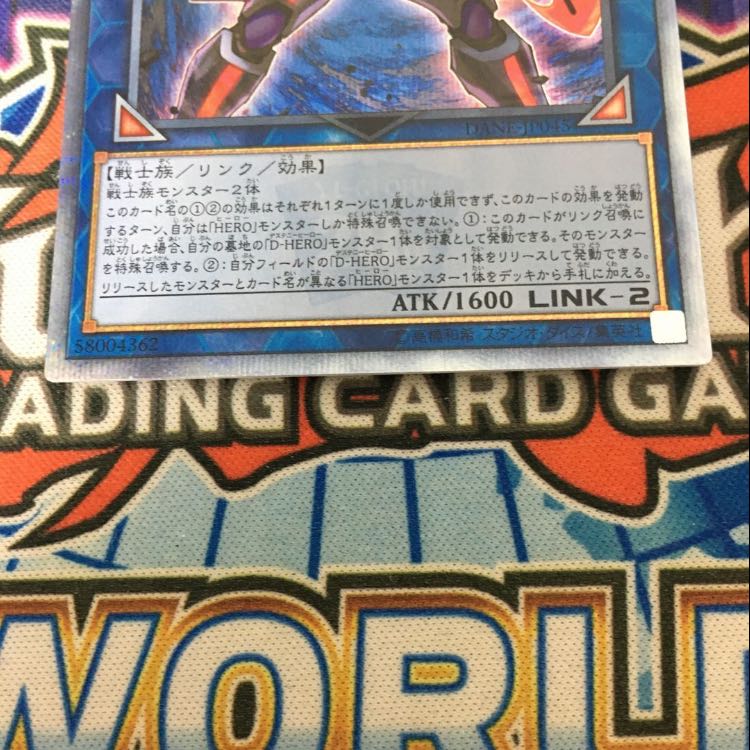 DANE-JP045
【戦士族／リンク／効果】
戦士族モンスター2体
このカード名の①②の効果はそれぞれ1ターンに1度しか使用できず、このカードの効果を発動
するターン、自分は「HERO」モンスターしか特殊召喚できない。①：このカードがリンク召喚に
成功した場合、自分の墓地の「D-HERO」モンスター1体を対象として発動できる。そのモンスター
を特殊召喚する。②：自分フィールドの「D-HERO」モンスター1体をリリースして発動できる。
リリースしたモンスターとカード名が異なる「HERO」モンスター1体をデッキから手札に加える。
ATK/1600 LINK-2
58004362
©高橋和希 スタジオ・ダイス/集英社
ADING CARD GA
WORLD